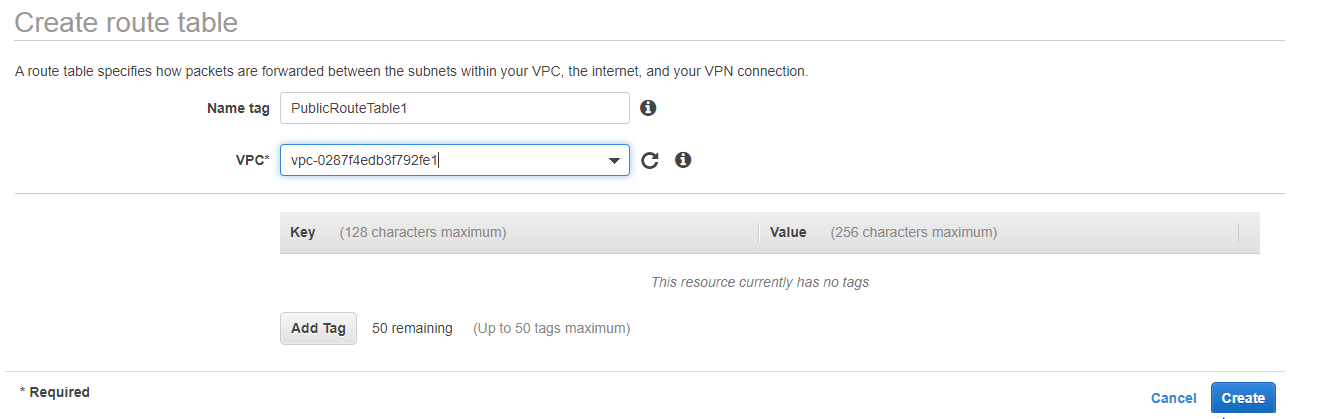 Create route table
A route table specifies how packets are forwarded between the subnets within your VPC, the internet, and your VPN connection.
Name tag PublicRouteTable1
VPC* vpc-0287f4edb3f792fe1
Key (128 characters maximum) Value (256 characters maximum)
This resource currently has no tags
Add Tag 50 remaining (Up to 50 tags maximum)
* Required Cancel Create